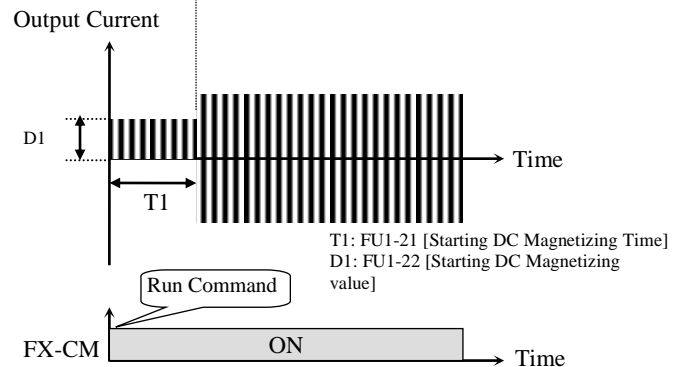 Output Current
D1
Time
T1
T1: FU1-21 [Starting DC Magnetizing Time]
D1: FU1-22 [Starting DC Magnetizing
value]
Run Command
FX-CM
ON
Time